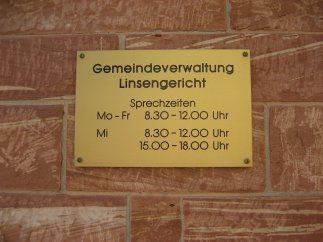 Gemeindeverwaltung
Linsengericht
Sprechzeiten
Mo - Fr 8.30 - 12.00 Uhr
Mi 8.30 - 12.00 Uhr
15.00 - 18.00 Uhr